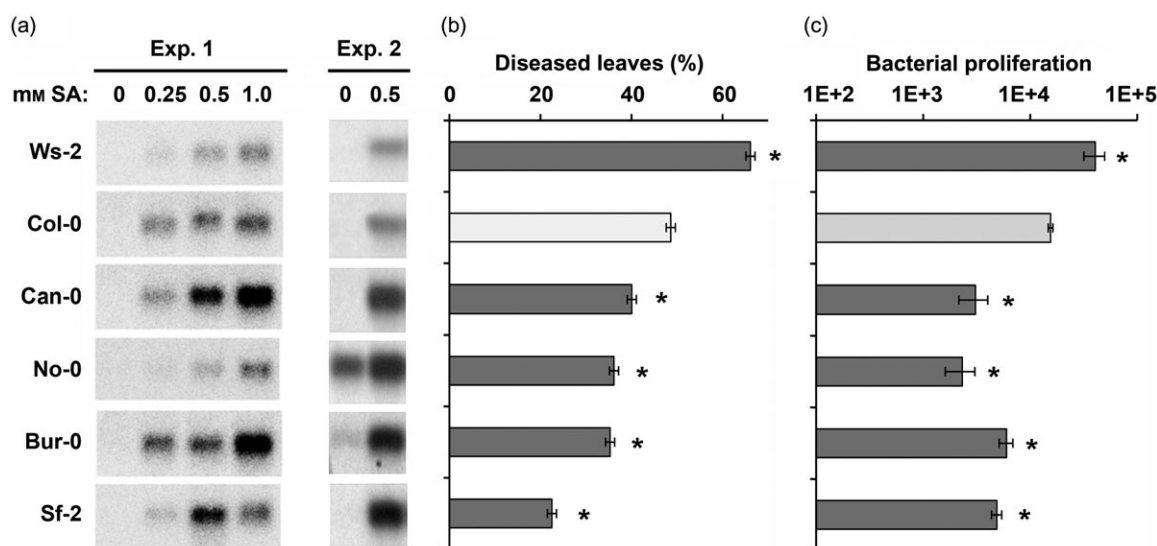 (a)
Exp. 1
Exp. 2
mM SA: 0 0.25 0.5 1.0 0 0.5
Ws-2
Col-0
Can-0
No-0
Bur-0
Sf-2
(b)
Diseased leaves (%)
0 20 40 60
*
*
*
*
*
(c)
Bacterial proliferation
1E+2 1E+3 1E+4 1E+5
*
*
*
*
*